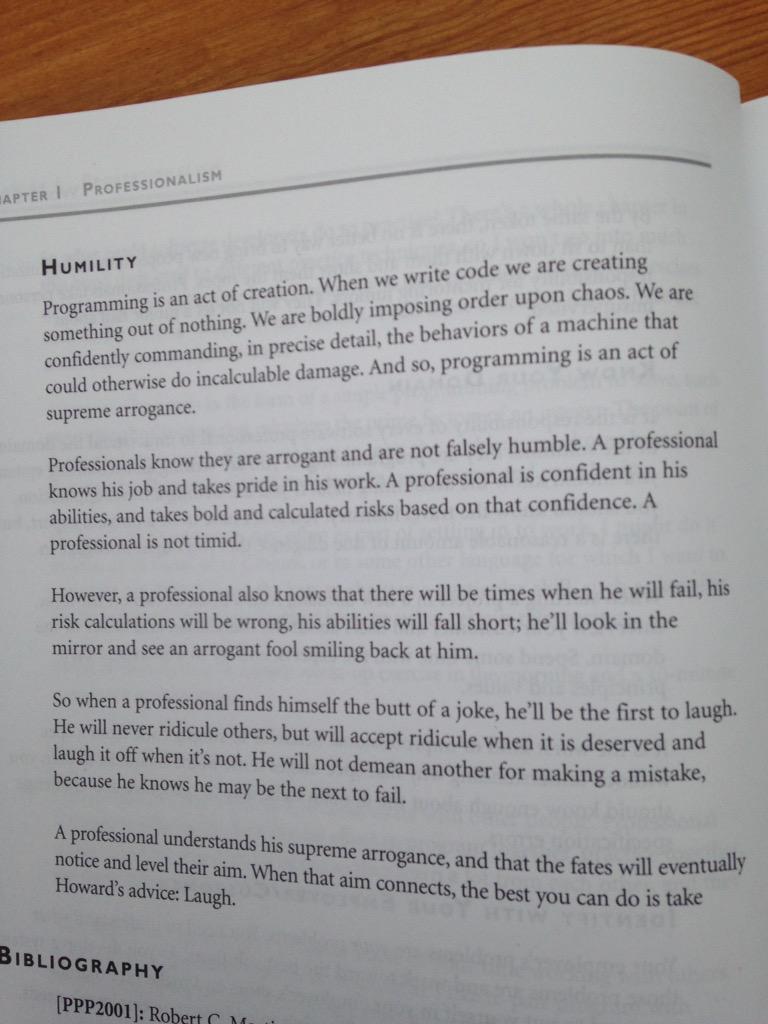 CHAPTER 1 PROFESSIONALISM
HUMILITY
Programming is an act of creation. When we write code we are creating
something out of nothing. We are boldly imposing order upon chaos. We are
confidently commanding, in precise detail, the behaviors of a machine that
could otherwise do incalculable damage. And so, programming is an act of
supreme arrogance.
Professionals know they are arrogant and are not falsely humble. A professional
knows his job and takes pride in his work. A professional is confident in his
abilities, and takes bold and calculated risks based on that confidence. A
professional is not timid.
However, a professional also knows that there will be times when he will fail, his
risk calculations will be wrong, his abilities will fall short; he'll look in the
mirror and see an arrogant fool smiling back at him.
So when a professional finds himself the butt of a joke, he'll be the first to laugh.
He will never ridicule others, but will accept ridicule when it is deserved and
laugh it off when it's not. He will not demean another for making a mistake,
because he knows he may be the next to fail.
A professional understands his supreme arrogance, and that the fates will eventually
notice and level their aim. When that aim connects, the best you can do is take
Howard's advice: Laugh.
BIBLIOGRAPHY
[PPP2001]: Robert C.